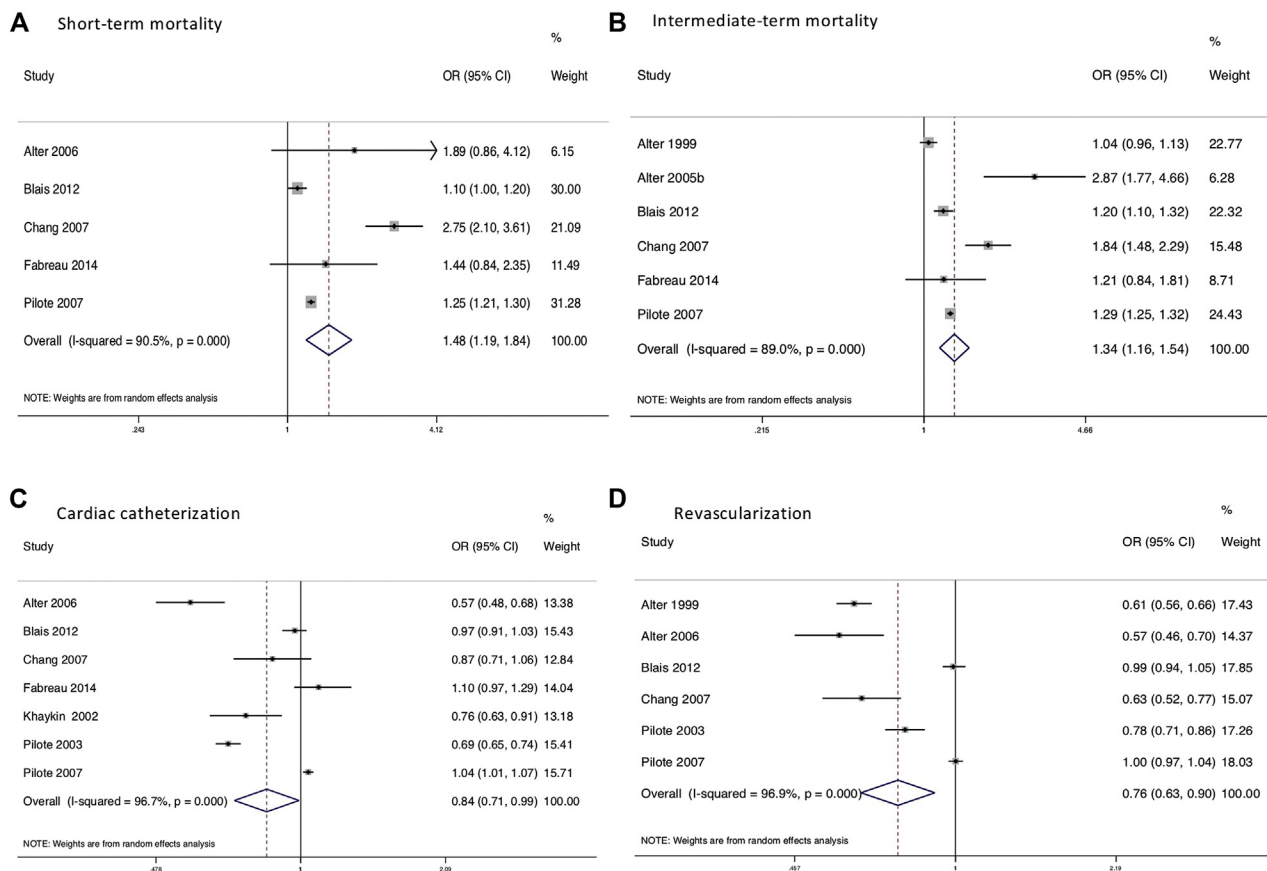 A Short-term mortality
%
Study OR (95% CI) Weight
Alter 2006 1.89 (0.86, 4.12) 6.15
Blais 2012 1.10 (1.00, 1.20) 30.00
Chang 2007 2.75 (2.10, 3.61) 21.09
Fabreau 2014 1.44 (0.84, 2.35) 11.49
Pilote 2007 1.25 (1.21, 1.30) 31.28
Overall (I-squared = 90.5%, p = 0.000) 1.48 (1.19, 1.84) 100.00
NOTE: Weights are from random effects analysis
.243 1 4.12
B Intermediate-term mortality
%
Study OR (95% CI) Weight
Alter 1999 1.04 (0.96, 1.13) 22.77
Alter 2005b 2.87 (1.77, 4.66) 6.28
Blais 2012 1.20 (1.10, 1.32) 22.32
Chang 2007 1.84 (1.48, 2.29) 15.48
Fabreau 2014 1.21 (0.84, 1.81) 8.71
Pilote 2007 1.29 (1.25, 1.32) 24.43
Overall (I-squared = 89.0%, p = 0.000) 1.34 (1.16, 1.54) 100.00
NOTE: Weights are from random effects analysis
.215 1 4.66
C Cardiac catheterization
%
Study OR (95% CI) Weight
Alter 2006 0.57 (0.48, 0.68) 13.38
Blais 2012 0.97 (0.91, 1.03) 15.43
Chang 2007 0.87 (0.71, 1.06) 12.84
Fabreau 2014 1.10 (0.97, 1.29) 14.04
Khaykin 2002 0.76 (0.63, 0.91) 13.18
Pilote 2003 0.69 (0.65, 0.74) 15.41
Pilote 2007 1.04 (1.01, 1.07) 15.71
Overall (I-squared = 96.7%, p = 0.000) 0.84 (0.71, 0.99) 100.00
NOTE: Weights are from random effects analysis
.478 1 2.09
D Revascularization
%
Study OR (95% CI) Weight
Alter 1999 0.61 (0.56, 0.66) 17.43
Alter 2006 0.57 (0.46, 0.70) 14.37
Blais 2012 0.99 (0.94, 1.05) 17.85
Chang 2007 0.63 (0.52, 0.77) 15.07
Pilote 2003 0.78 (0.71, 0.86) 17.26
Pilote 2007 1.00 (0.97, 1.04) 18.03
Overall (I-squared = 96.9%, p = 0.000) 0.76 (0.63, 0.90) 100.00
NOTE: Weights are from random effects analysis
.457 1 2.19